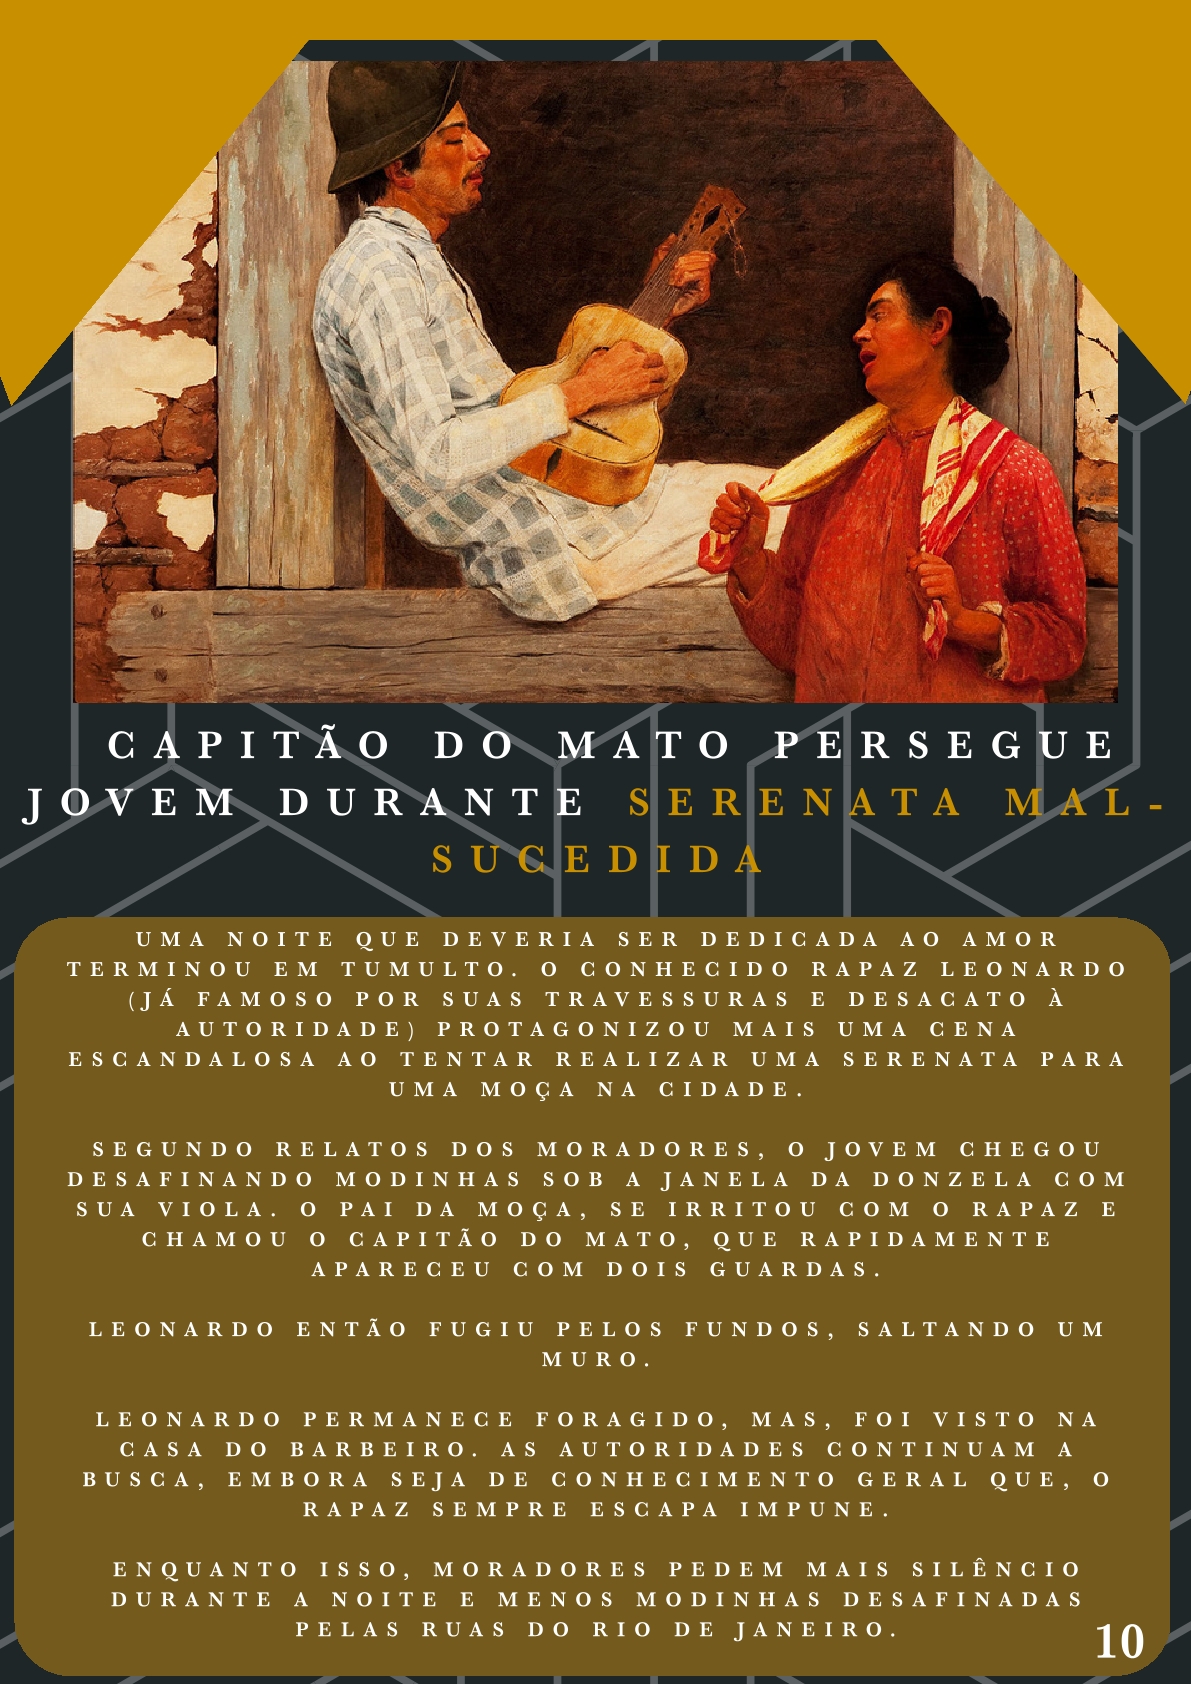 CAPITÃO DO MATO PERSEGUE
JOVEM DURANTE SERENATA MAL-
SUCEDIDA
UMA NOITE QUE DEVERIA SER DEDICADA AO AMOR
TERMINOU EM TUMULTO. O CONHECIDO RAPAZ LEONARDO
(JÁ FAMOSO POR SUAS TRAVESSURAS E DESACATO À
AUTORIDADE) PROTAGONIZOU MAIS UMA CENA
ESCANDALOSA AO TENTAR REALIZAR UMA SERENATA PARA
UMA MOÇA NA CIDADE.
SEGUNDO RELATOS DOS MORADORES, O JOVEM CHEGOU
DESAFINANDO MODINHAS SOB A JANELA DA DONZELA COM
SUA VIOLA. O PAI DA MOÇA, SE IRRITOU COM O RAPAZ E
CHAMOU O CAPITÃO DO MATO, QUE RAPIDAMENTE
APARECEU COM DOIS GUARDAS.
LEONARDO ENTÃO FUGIU PELOS FUNDOS, SALTANDO UM
MURO.
LEONARDO PERMANECE FORAGIDO, MAS, FOI VISTO NA
CASA DO BARBEIRO. AS AUTORIDADES CONTINUAM A
BUSCA, EMBORA SEJA DE CONHECIMENTO GERAL QUE, O
RAPAZ SEMPRE ESCAPA IMPUNE.
ENQUANTO ISSO, MORADORES PEDEM MAIS SILÊNCIO
DURANTE A NOITE E MENOS MODINHAS DESAFINADAS
PELAS RUAS DO RIO DE JANEIRO.
10